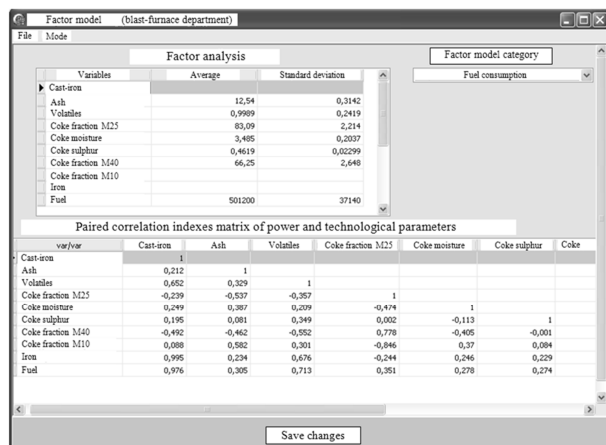 Factor model (blast-furnace department)
File Mode
Factor analysis
Factor model category
Variables Average Standard deviation
Fuel consumption
Cast-iron
Ash 12,54 0,3142
Volatiles 0,9989 0,2419
Coke fraction M25 83,09 2,214
Coke moisture 3,485 0,2037
Coke sulphur 0,4619 0,02299
Coke fraction M40 66,25 2,648
Coke fraction M10
Iron
Fuel 501200 37140
Paired correlation indexes matrix of power and technological parameters
var/var Cast-iron Ash Volatiles Coke fraction M25 Coke moisture Coke sulphur Coke
Cast-iron 1
Ash 0,212 1
Volatiles 0,652 0,329 1
Coke fraction M25 -0,239 -0,537 -0,357 1
Coke moisture 0,249 0,387 0,209 -0,474 1
Coke sulphur 0,195 0,081 0,349 0,002 -0,113 1
Coke fraction M40 -0,492 -0,462 -0,552 0,778 -0,405 -0,001
Coke fraction M10 0,088 0,582 0,301 -0,846 0,37 0,084
Iron 0,995 0,234 0,676 -0,244 0,246 0,229
Fuel 0,976 0,305 0,713 0,351 0,278 0,274
Save changes